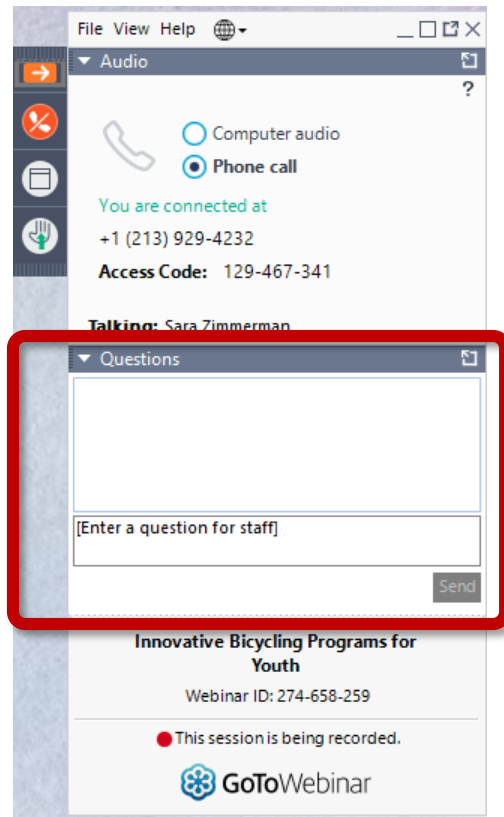 File View Help
Audio
?
Computer audio
Phone call
You are connected at
+1 (213) 929-4232
Access Code: 129-467-341
Talking: Sara Zimmerman
Questions
[Enter a question for staff]
Send
Innovative Bicycling Programs for
Youth
Webinar ID: 274-658-259
This session is being recorded.
GoToWebinar